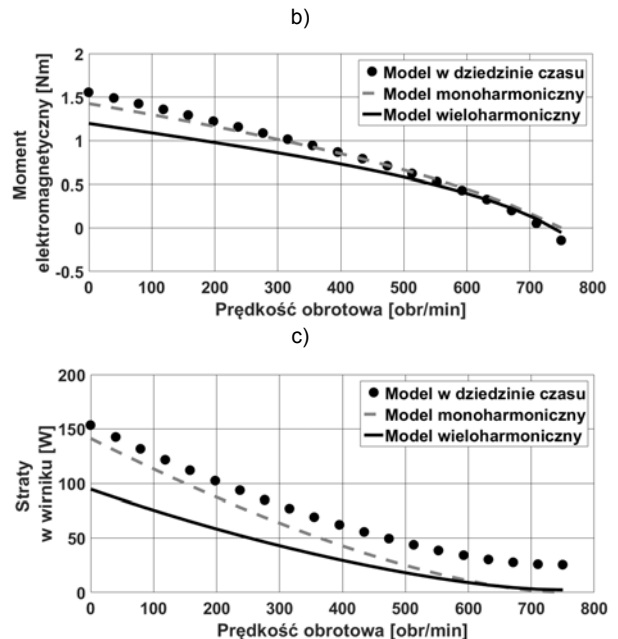 b)
2
1.5
1
0.5
0
-0.5
Moment
elektromagnetyczny [Nm]
Model w dziedzinie czasu
Model monoharmoniczny
Model wieloharmoniczny
0 100 200 300 400 500 600 700 800
Prędkość obrotowa [obr/min]
c)
200
150
100
50
0
Straty
w wirniku [W]
Model w dziedzinie czasu
Model monoharmoniczny
Model wieloharmoniczny
0 100 200 300 400 500 600 700 800
Prędkość obrotowa [obr/min]